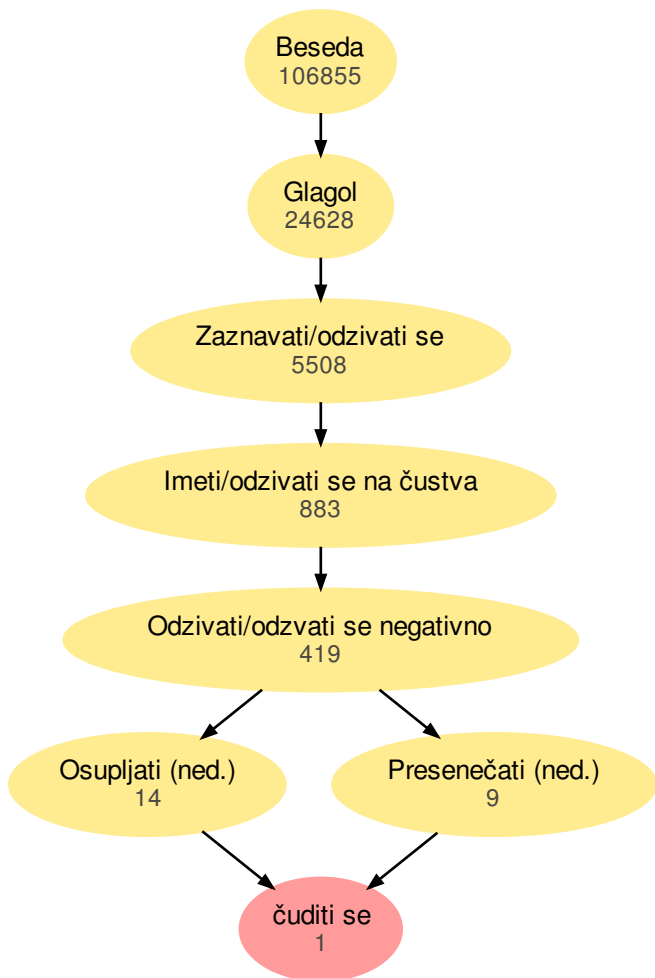 Beseda
106855
Glagol
24628
Zaznavati/odzivati se
5508
Imeti/odzivati se na čustva
883
Odzivati/odzvati se negativno
419
Osupljati (ned.)
14
Presenečati (ned.)
9
čuditi se
1